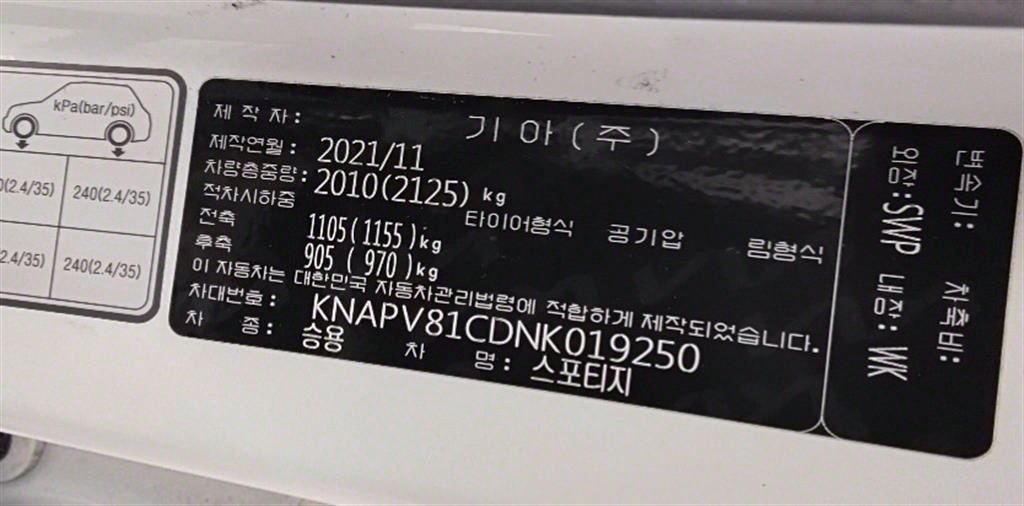 kPa(bar/psi)
0(2.4/35) 240(2.4/35)
2.4/35) 240(2.4/35)
제 작 자 : 기 아 ( 주 )
제작연월 : 2021/11
차량총중량 : 2010(2125) kg
적차시하중 타이어형식 공기압 림형식
전축 1105(1155)kg
후축 905 ( 970)kg
이 자동차는 대한민국 자동차관리법령에 적합하게 제작되었습니다.
차대번호 : KNAPV81CDNK019250
차 종 : 승용 차 명 : 스포티지
변속기: 차축비:
외장:SWP 내장:WK